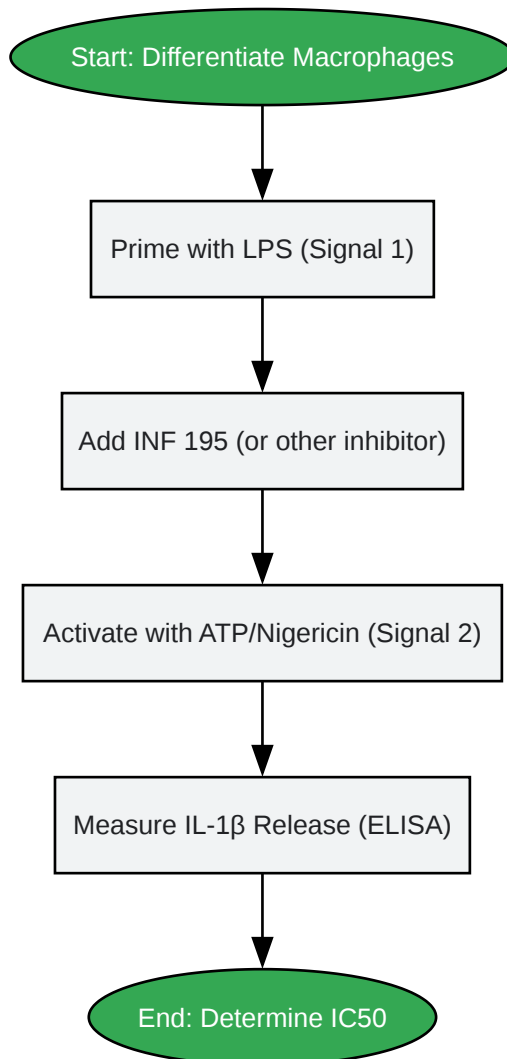 Start: Differentiate Macrophages
Prime with LPS (Signal 1)
Add INF 195 (or other inhibitor)
Activate with ATP/Nigericin (Signal 2)
Measure IL-1β Release (ELISA)
End: Determine IC50